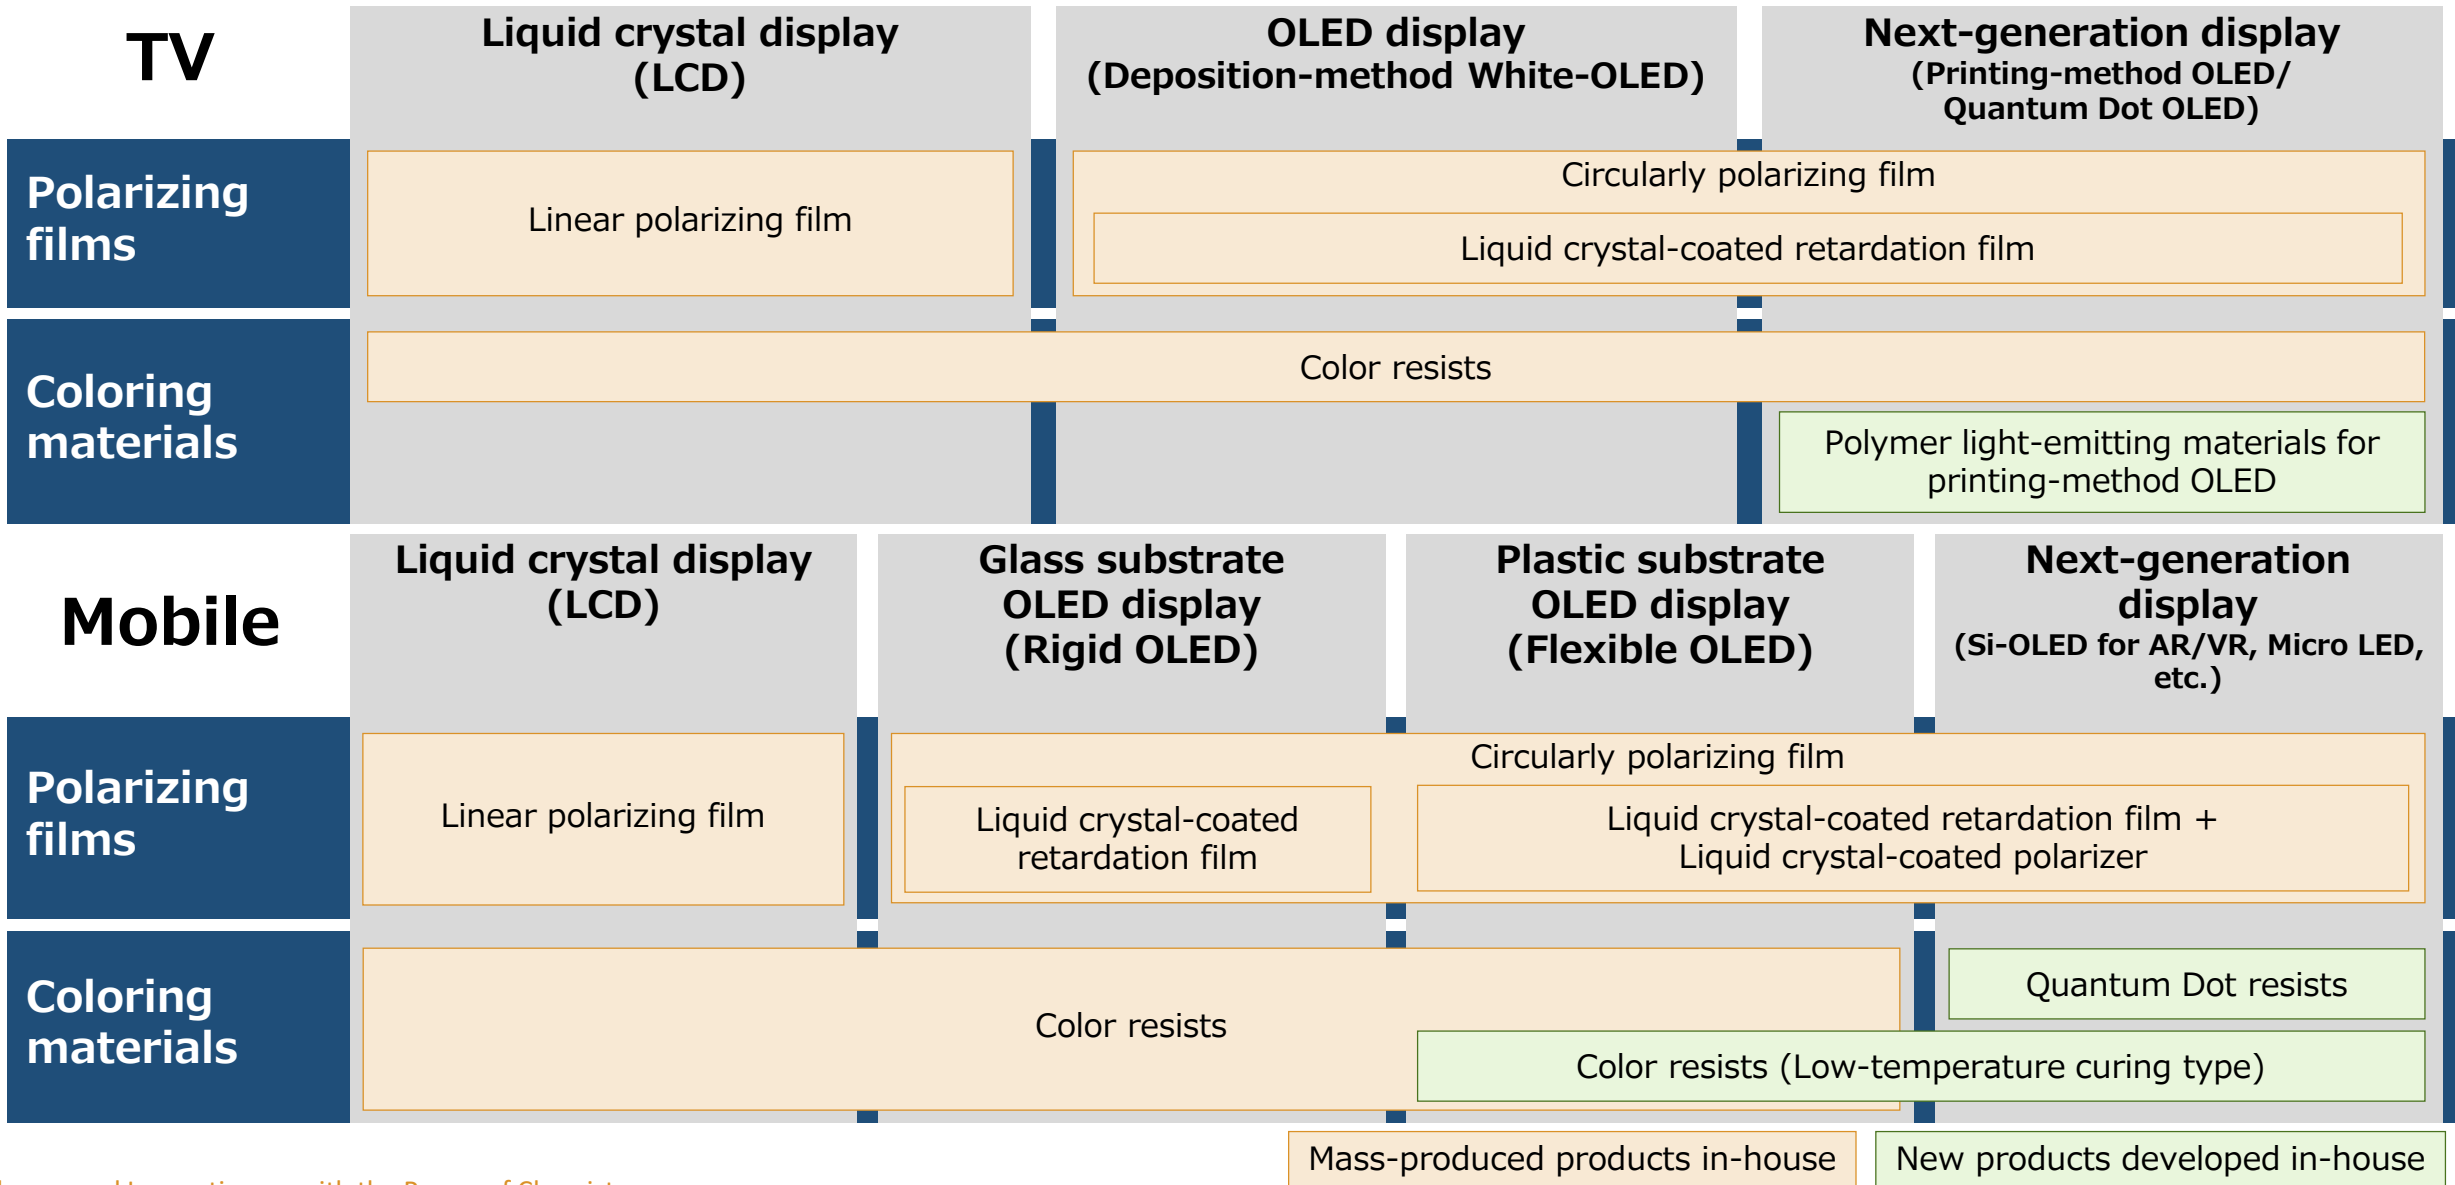 TV
Liquid crystal display
(LCD)
OLED display
(Deposition-method White-OLED)
Next-generation display
(Printing-method OLED/
Quantum Dot OLED)
Polarizing
films
Linear polarizing film
Circularly polarizing film
Liquid crystal-coated retardation film
Coloring
materials
Color resists
Polymer light-emitting materials for
printing-method OLED
Mobile
Liquid crystal display
(LCD)
Glass substrate
OLED display
(Rigid OLED)
Plastic substrate
OLED display
(Flexible OLED)
Next-generation
display
(Si-OLED for AR/VR, Micro LED,
etc.)
Polarizing
films
Linear polarizing film
Circularly polarizing film
Liquid crystal-coated
retardation film
Liquid crystal-coated retardation film +
Liquid crystal-coated polarizer
Coloring
materials
Color resists
Quantum Dot resists
Color resists (Low-temperature curing type)
Mass-produced products in-house
New products developed in-house